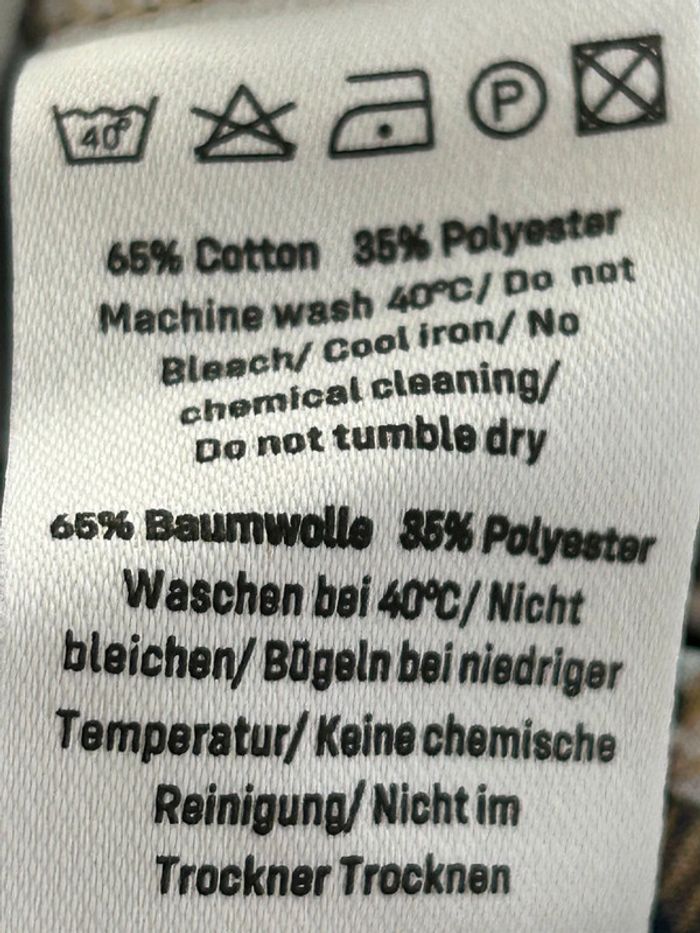 40° P
65% Cotton 35% Polyester
Machine wash 40°C/ Do not
Bleach/ Cool iron/ No
chemical cleaning/
Do not tumble dry
65% Baumwolle 35% Polyester
Waschen bei 40°C/ Nicht
bleichen/ Bügeln bei niedriger
Temperatur/ Keine chemische
Reinigung/ Nicht im
Trockner Trocknen